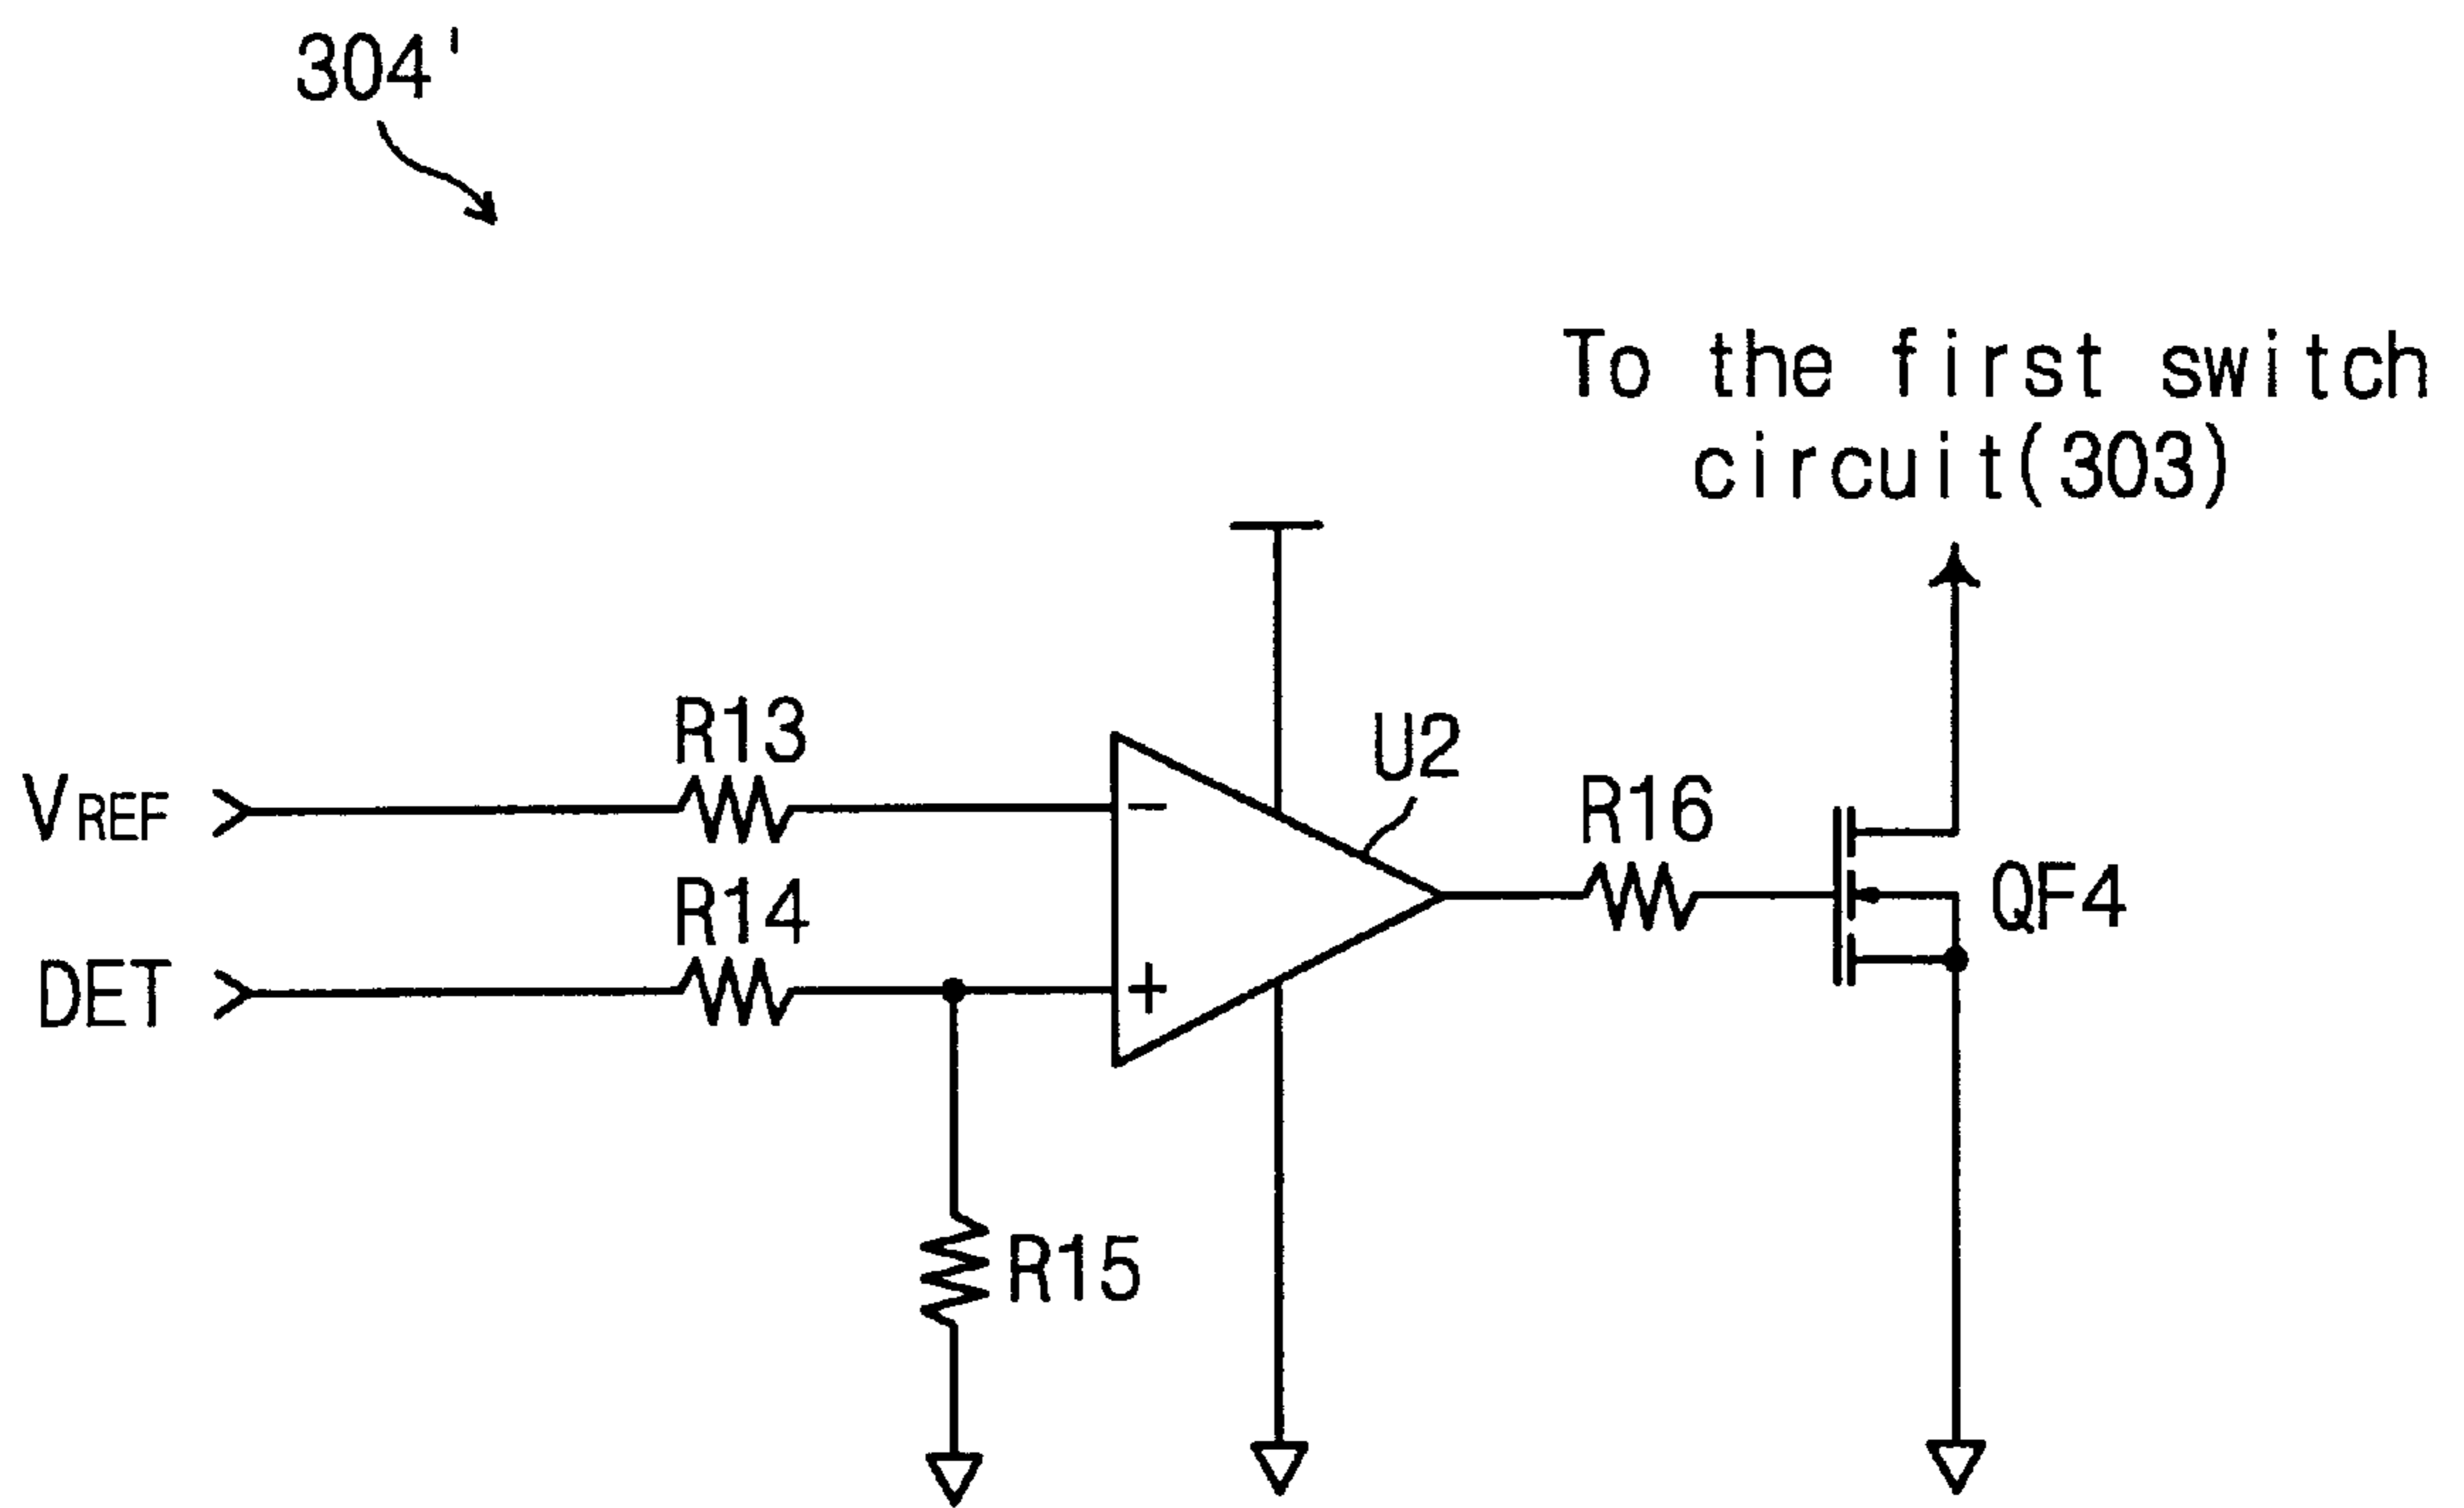 304'
To the first switch
circuit(303)
R13
U2
VREF
R16
R14
QF4
DET
−
+
R15